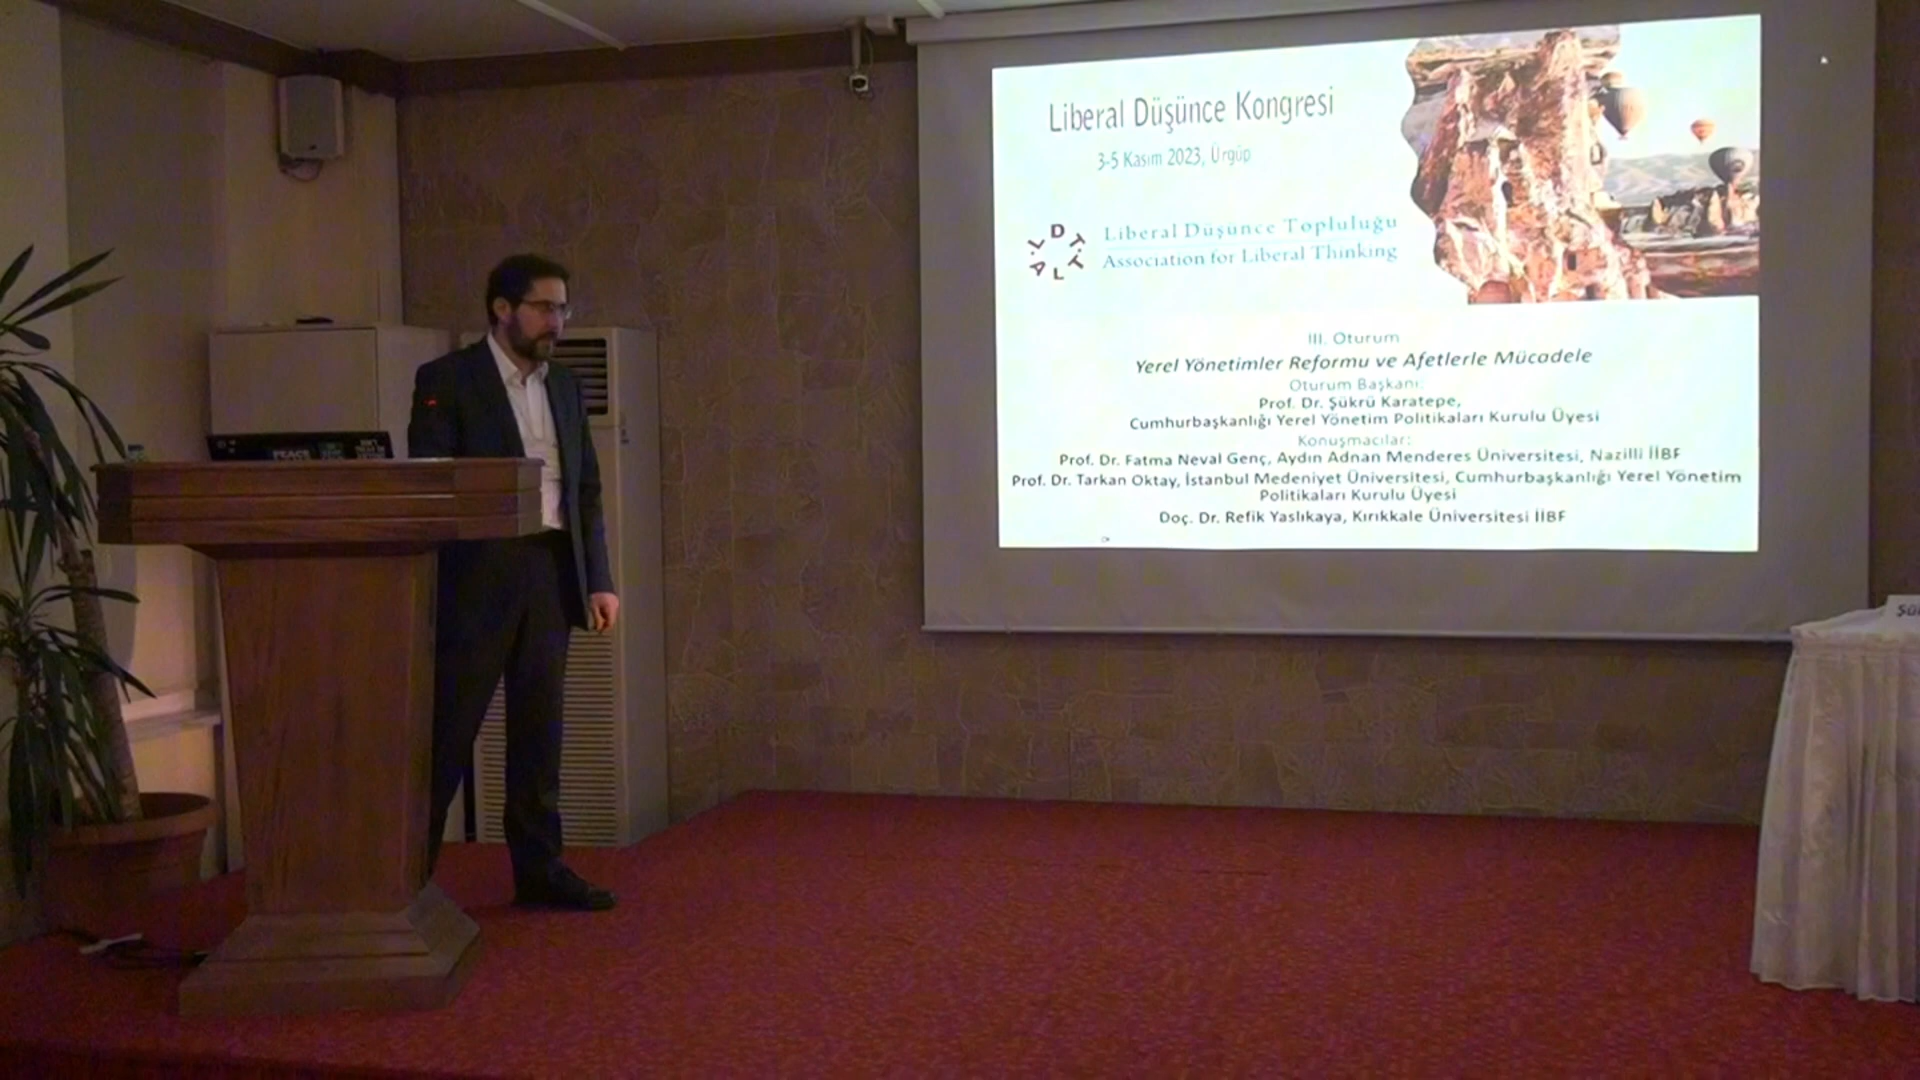 Liberal Düşünce Kongresi
3-5 Kasım 2023, Ürgüp
L D T A L T
Liberal Düşünce Topluluğu
Association for Liberal Thinking
III. Oturum
Yerel Yönetimler Reformu ve Afetlerle Mücadele
Oturum Başkanı:
Prof. Dr. Şükrü Karatepe,
Cumhurbaşkanlığı Yerel Yönetim Politikaları Kurulu Üyesi
Konuşmacılar:
Prof. Dr. Fatma Neval Genç, Aydın Adnan Menderes Üniversitesi, Nazilli İİBF
Prof. Dr. Tarkan Oktay, İstanbul Medeniyet Üniversitesi, Cumhurbaşkanlığı Yerel Yönetim
Politikaları Kurulu Üyesi
Doç. Dr. Refik Yaslıkaya, Kırıkkale Üniversitesi İİBF
PEACE